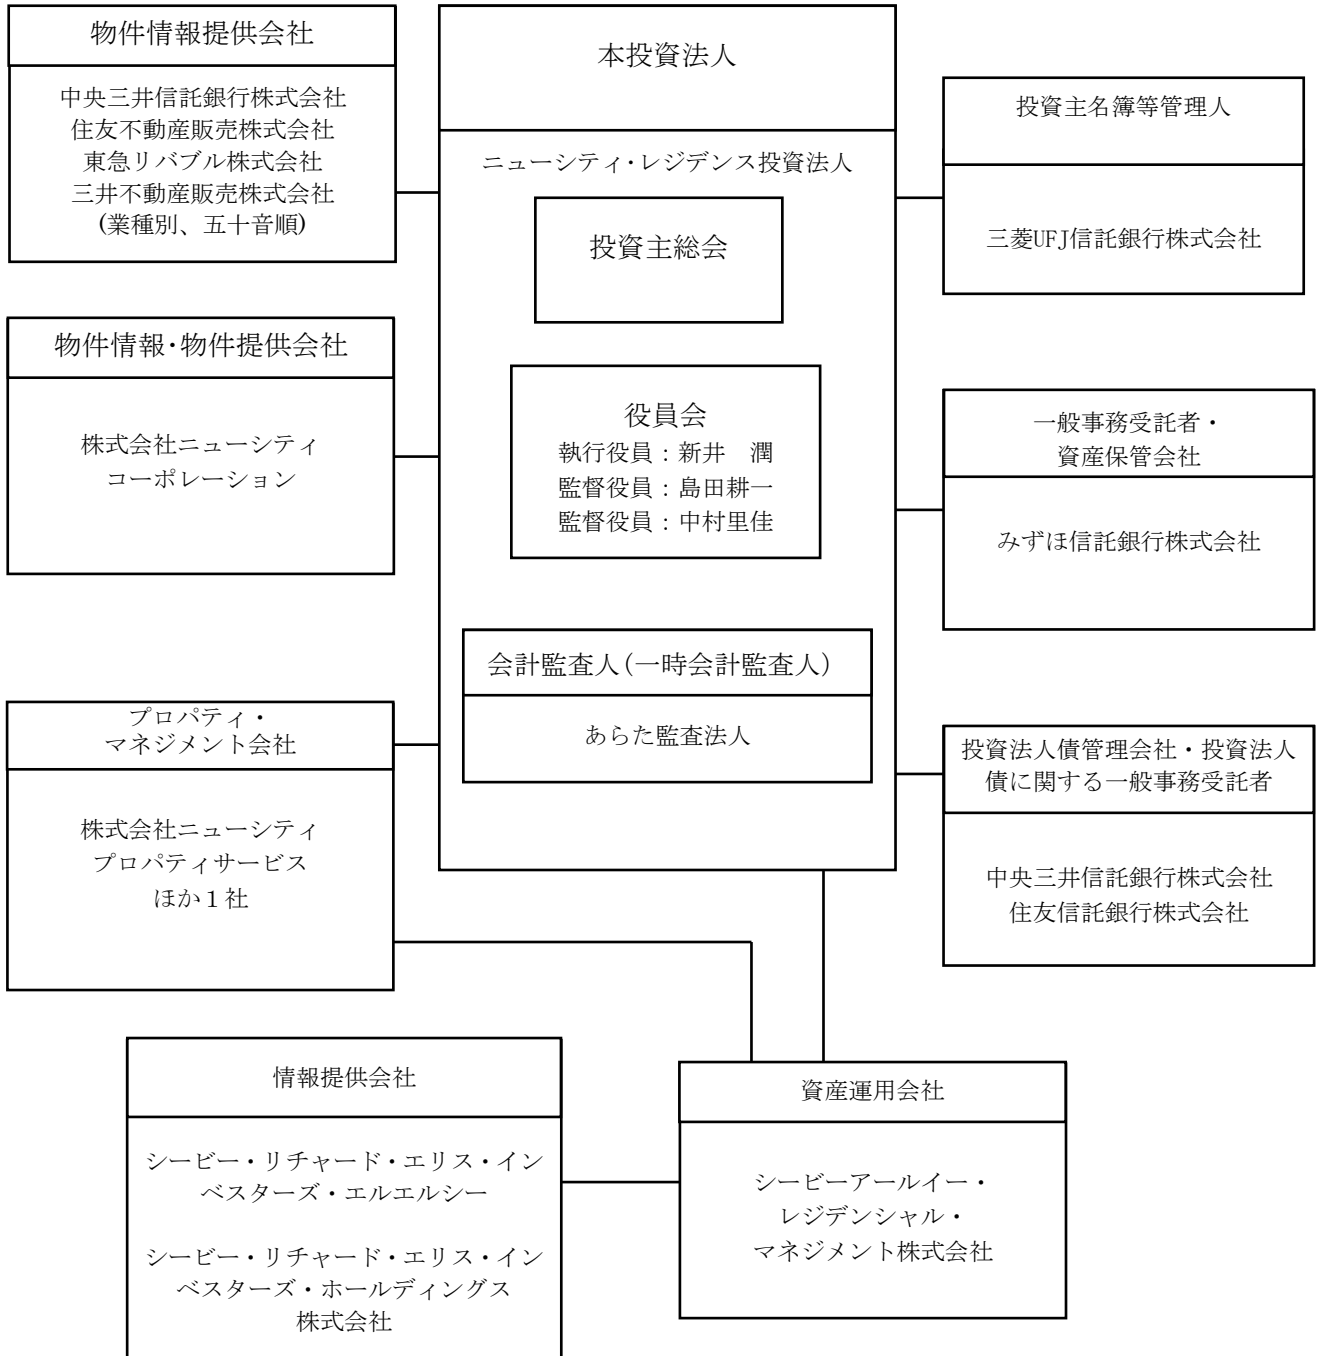 物件情報提供会社
中央三井信託銀行株式会社
住友不動産販売株式会社
東急リバブル株式会社
三井不動産販売株式会社
(業種別、五十音順)
物件情報・物件提供会社
株式会社ニューシティ
コーポレーション
プロパティ・
マネジメント会社
株式会社ニューシティ
プロパティサービス
ほか１社
本投資法人
ニューシティ・レジデンス投資法人
投資主総会
役員会
執行役員：新井　潤
監督役員：島田耕一
監督役員：中村里佳
会計監査人(一時会計監査人)
あらた監査法人
投資主名簿等管理人
三菱UFJ信託銀行株式会社
一般事務受託者・
資産保管会社
みずほ信託銀行株式会社
投資法人債管理会社・投資法人
債に関する一般事務受託者
中央三井信託銀行株式会社
住友信託銀行株式会社
情報提供会社
シービー・リチャード・エリス・イン
ベスターズ・エルエルシー
シービー・リチャード・エリス・イン
ベスターズ・ホールディングス
株式会社
資産運用会社
シービーアールイー・
レジデンシャル・
マネジメント株式会社